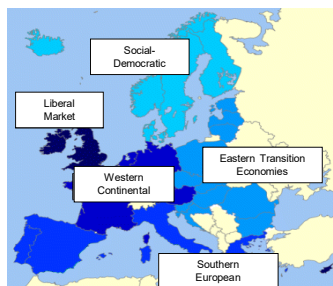 Social-
Democratic
Liberal
Market
Eastern Transition
Economies
Western
Continental
Southern
European